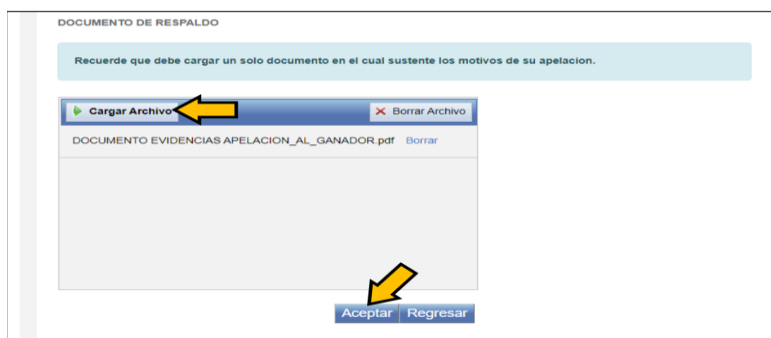 DOCUMENTO DE RESPALDO
Recuerde que debe cargar un solo documento en el cual sustente los motivos de su apelacion.
Cargar Archivo
Borrar Archivo
DOCUMENTO EVIDENCIAS APELACION_AL_GANADOR.pdf Borrar
Aceptar Regresar